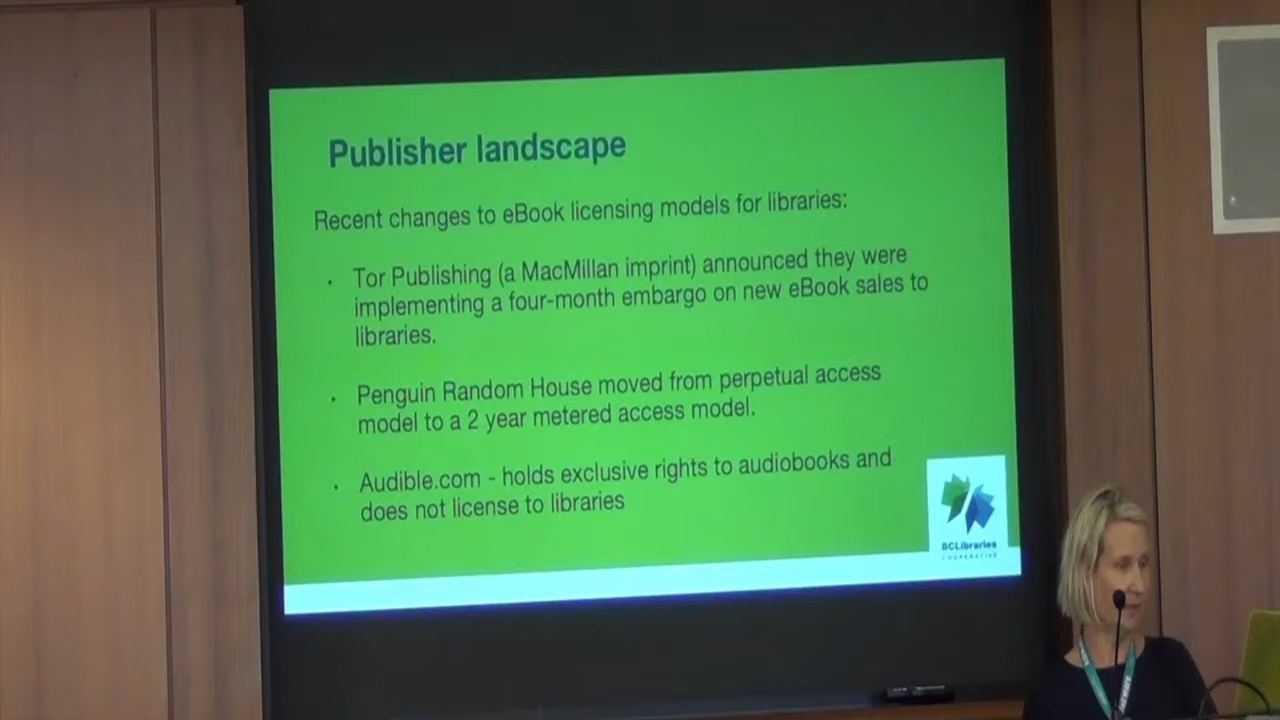 Publisher landscape
Recent changes to eBook licensing models for libraries:
· Tor Publishing (a MacMillan imprint) announced they were
implementing a four-month embargo on new eBook sales to
libraries.
· Penguin Random House moved from perpetual access
model to a 2 year metered access model.
· Audible.com - holds exclusive rights to audiobooks and
does not license to libraries
BCLibraries
COOPERATIVE